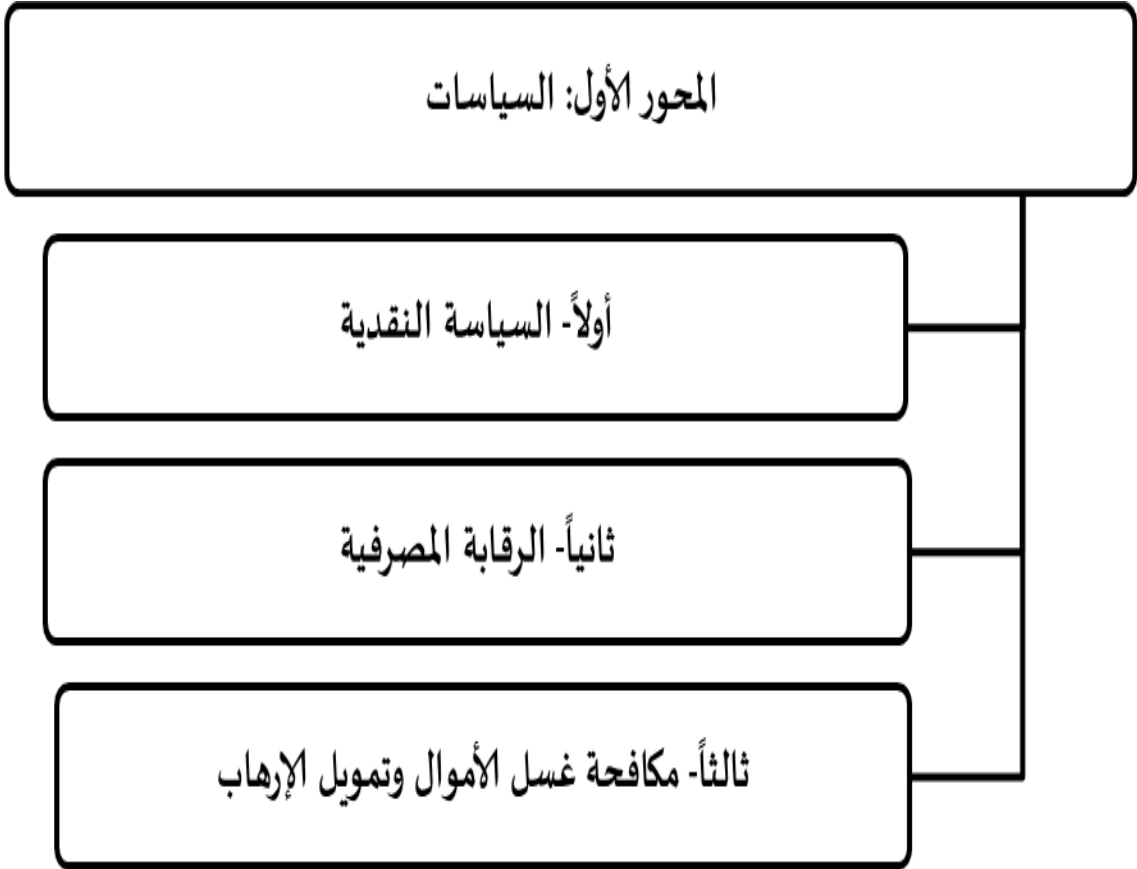 المحور الأول: السياسات
أولاً- السياسة النقدية
ثانياً- الرقابة المصرفية
ثالثاً- مكافحة غسل الأموال وتمويل الإرهاب